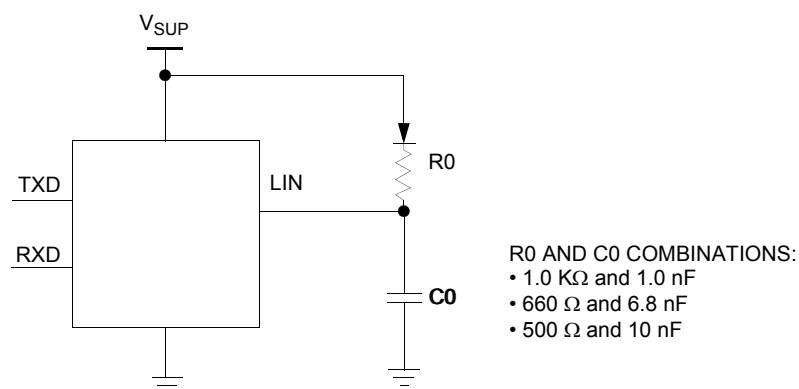 VSUP
R0
TXD
LIN
RXD
C0
R0 AND C0 COMBINATIONS:
• 1.0 KΩ and 1.0 nF
• 660 Ω and 6.8 nF
• 500 Ω and 10 nF